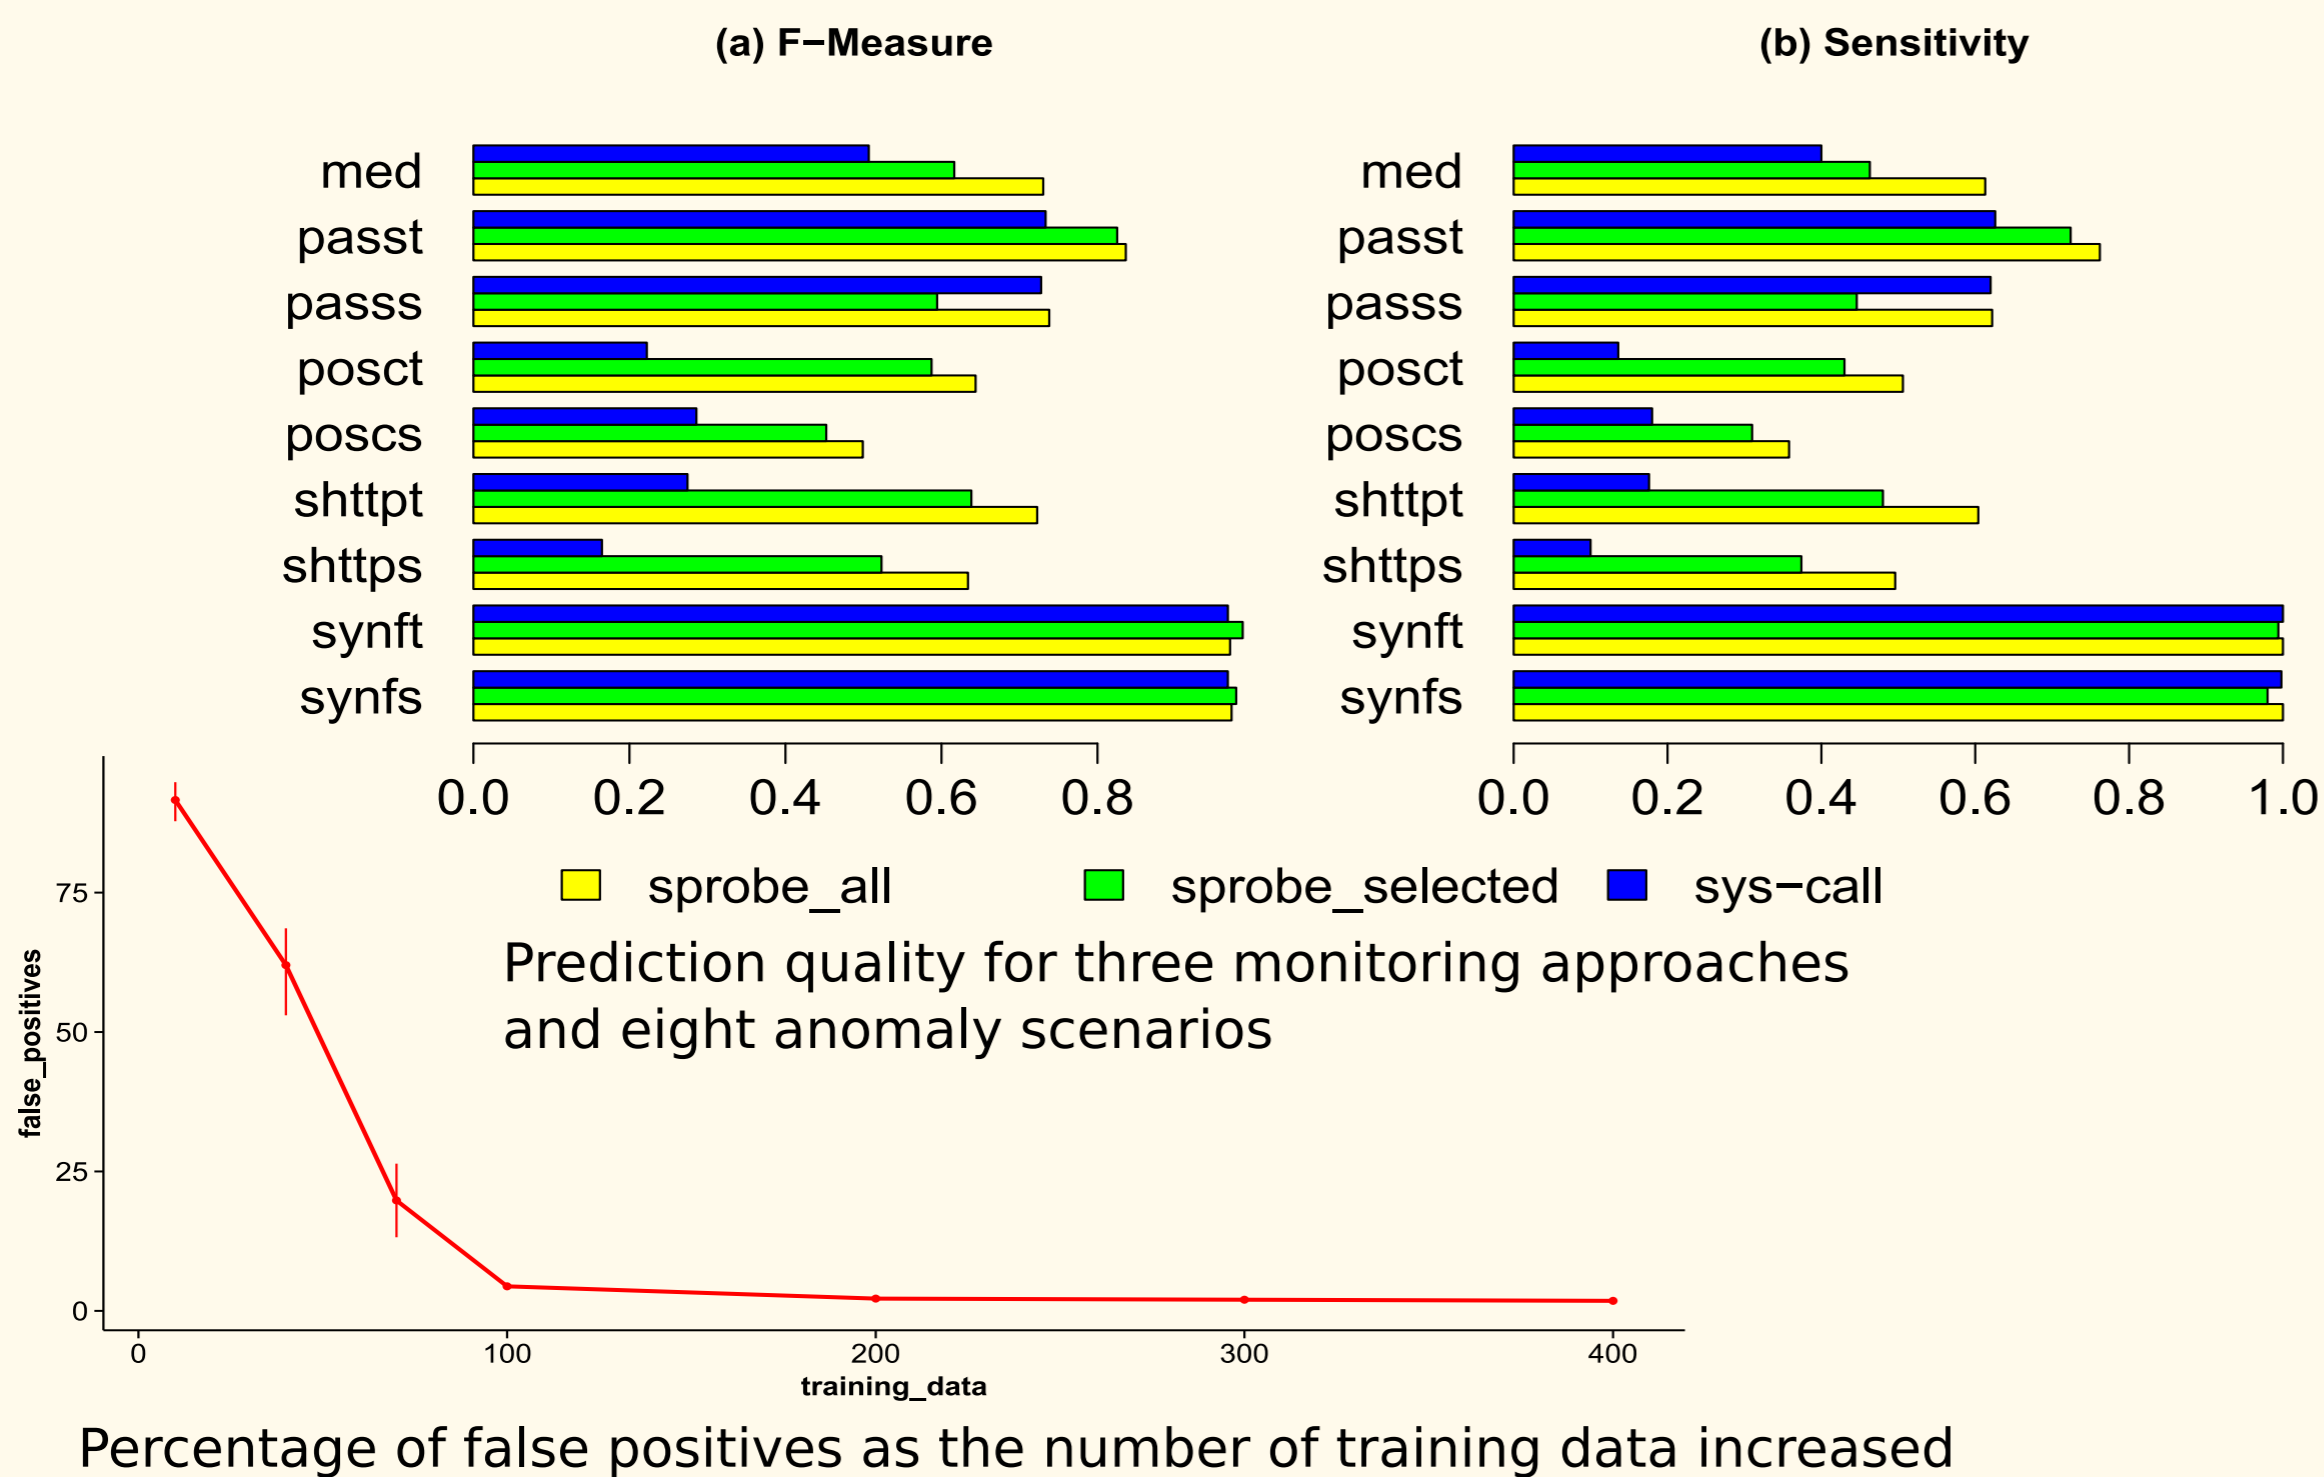 (a) F−Measure
(b) Sensitivity
med
passt
passs
posct
poscs
shttpt
shttps
synft
synfs
0.0 0.2 0.4 0.6 0.8
med
passt
passs
posct
poscs
shttpt
shttps
synft
synfs
0.0 0.2 0.4 0.6 0.8 1.0
sprobe_all sprobe_selected sys−call
Prediction quality for three monitoring approaches
and eight anomaly scenarios
false_positives
75
50
25
0
0 100 200 300 400
training_data
Percentage of false positives as the number of training data increased